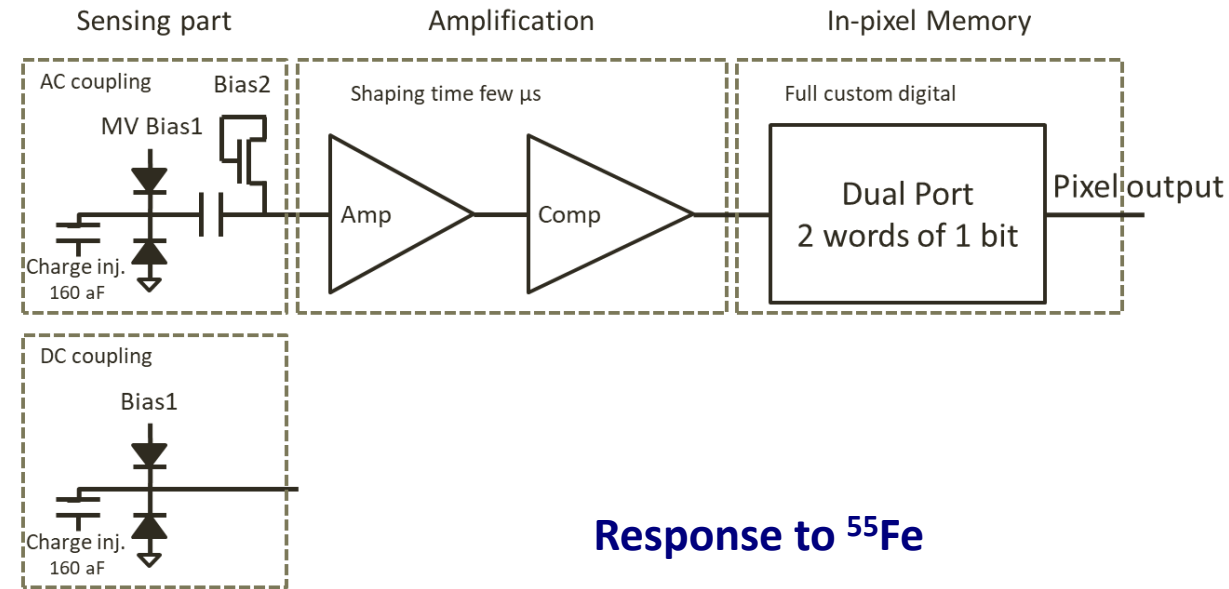 Sensing part
Amplification
In-pixel Memory
AC coupling
Bias2
MV Bias1
Charge inj.
160 aF
Shaping time few µs
Amp
Comp
Full custom digital
Dual Port
2 words of 1 bit
Pixel output
DC coupling
Bias1
Charge inj.
160 aF
Response to ⁵⁵Fe